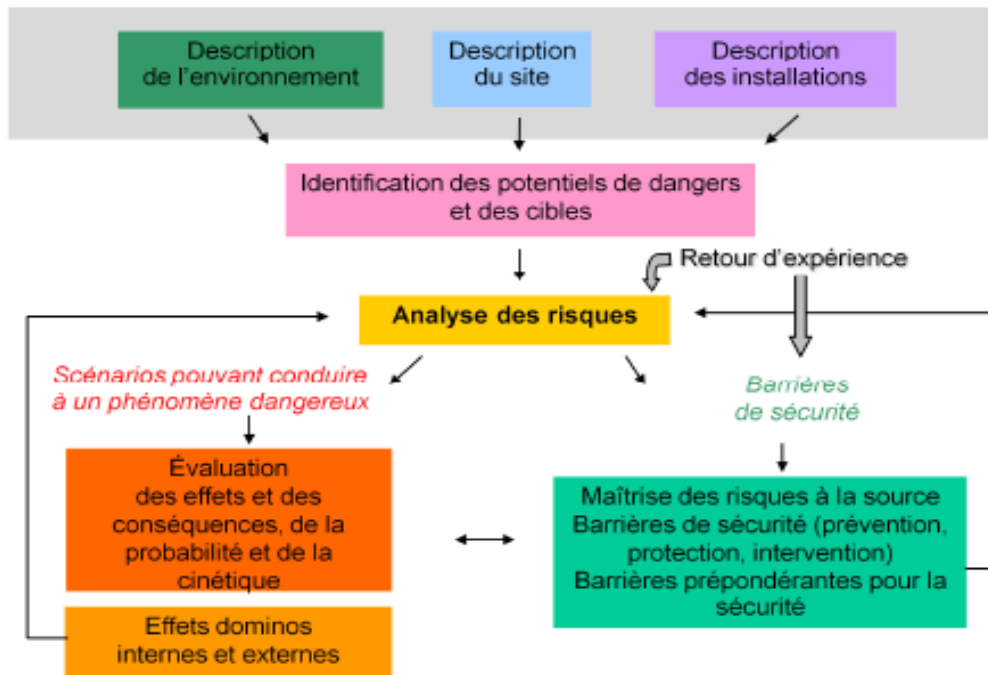 Description
de l'environnement
Description
du site
Description
des installations
Identification des potentiels de dangers
et des cibles
Retour d'expérience
Analyse des risques
Scénarios pouvant conduire
à un phénomène dangereux
Barrières
de sécurité
Évaluation
des effets et des
conséquences, de la
probabilité et de la
cinétique
Maîtrise des risques à la source
Barrières de sécurité (prévention,
protection, intervention)
Barrières prépondérantes pour la
sécurité
Effets dominos
internes et externes